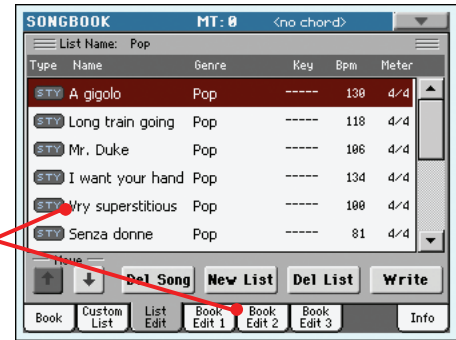 SONGBOOK MT: 0 <no chord>
List Name: Pop
Type Name Genre Key Bpm Meter
STY A gigolo Pop ----- 130 4/4
STY Long train going Pop ----- 118 4/4
STY Mr. Duke Pop ----- 106 4/4
STY I want your hand Pop ----- 134 4/4
STY Vry superstitious Pop ----- 100 4/4
STY Senza donne Pop ----- 81 4/4
Move
Del Song New List Del List Write
Book Custom List List Edit Book Edit 1 Book Edit 2 Book Edit 3 Info